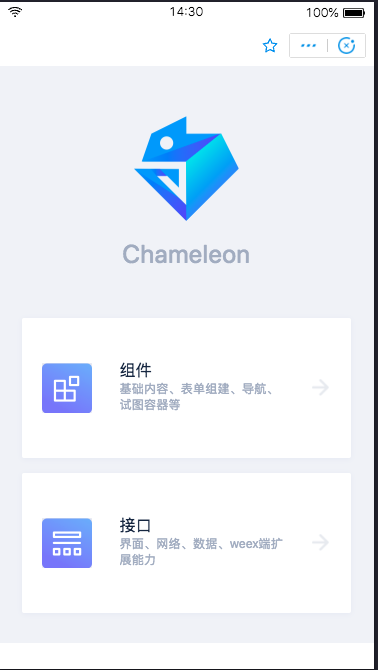 14:30
100%
Chameleon
组件
基础内容、表单组建、导航、
试图容器等
接口
界面、网络、数据、weex端扩
展能力